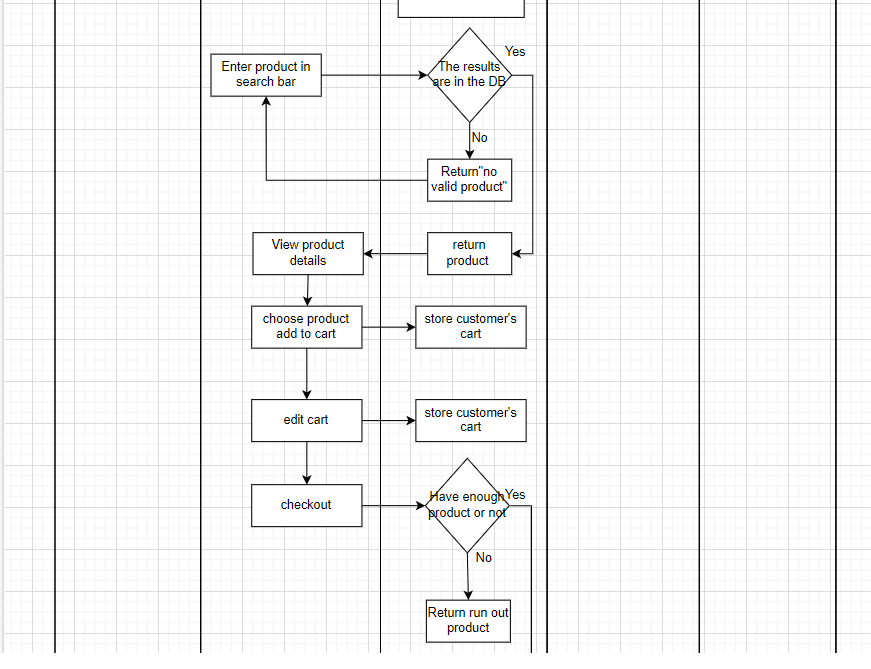 Yes
Enter product in
search bar
The results
are in the DB
No
Return"no
valid product"
View product
details
return
product
choose product
add to cart
store customer's
cart
edit cart
store customer's
cart
checkout
Have enough
product or not
Yes
No
Return run out
product